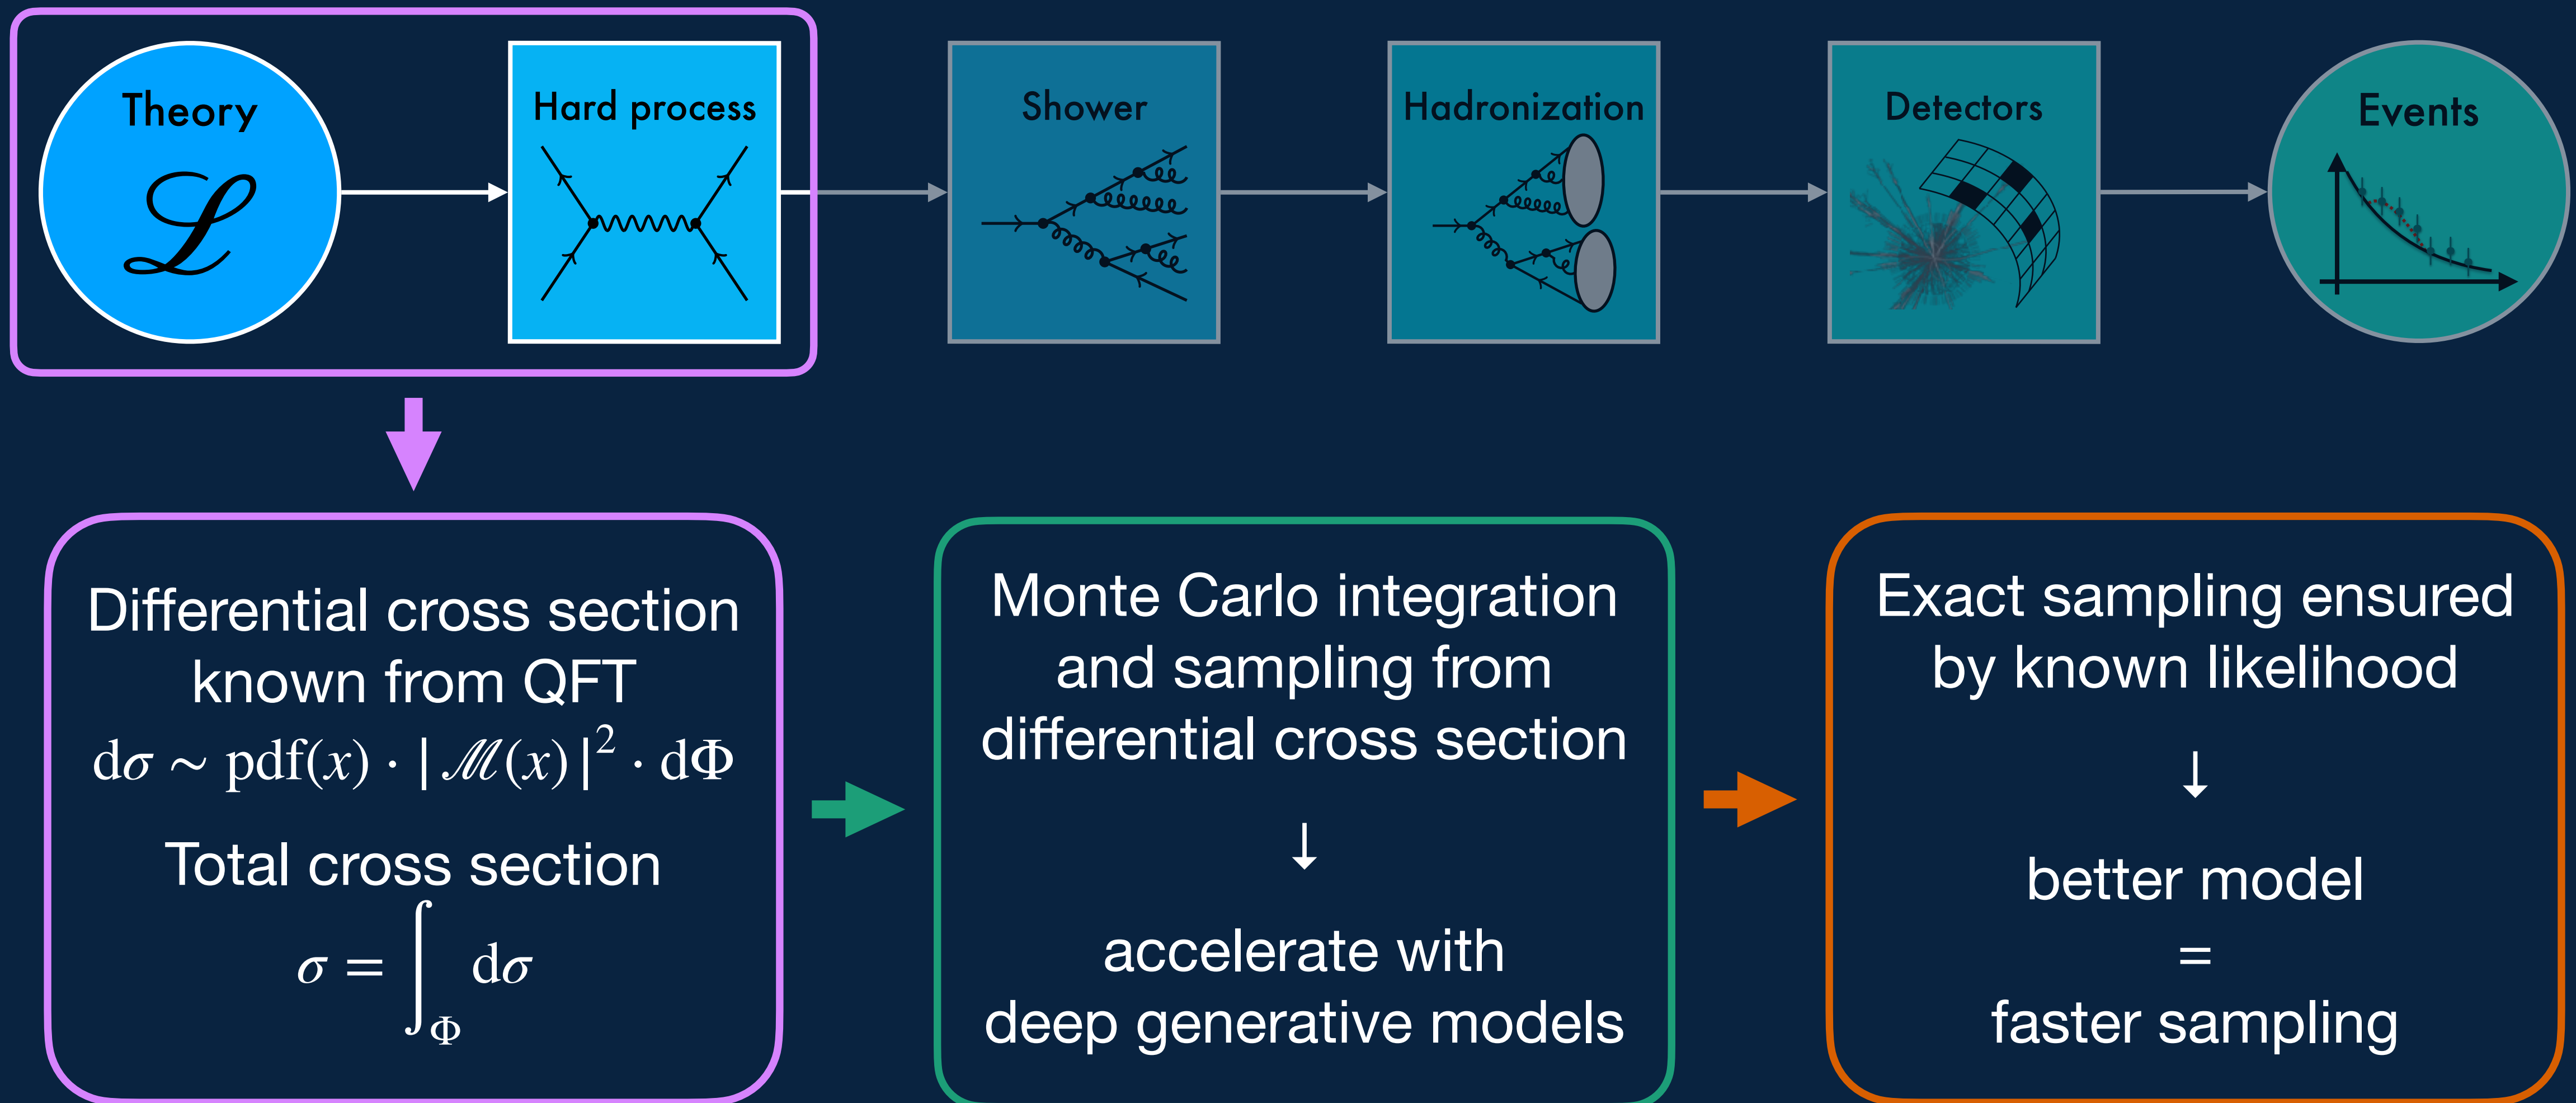 Theory
ℒ
Hard process
Shower
Hadronization
Detectors
Events
Differential cross section
known from QFT
dσ ∼ pdf(x) · |ℳ(x)|² · dΦ
Total cross section
σ = ∫_Φ dσ
Monte Carlo integration
and sampling from
differential cross section
↓
accelerate with
deep generative models
Exact sampling ensured
by known likelihood
↓
better model
=
faster sampling